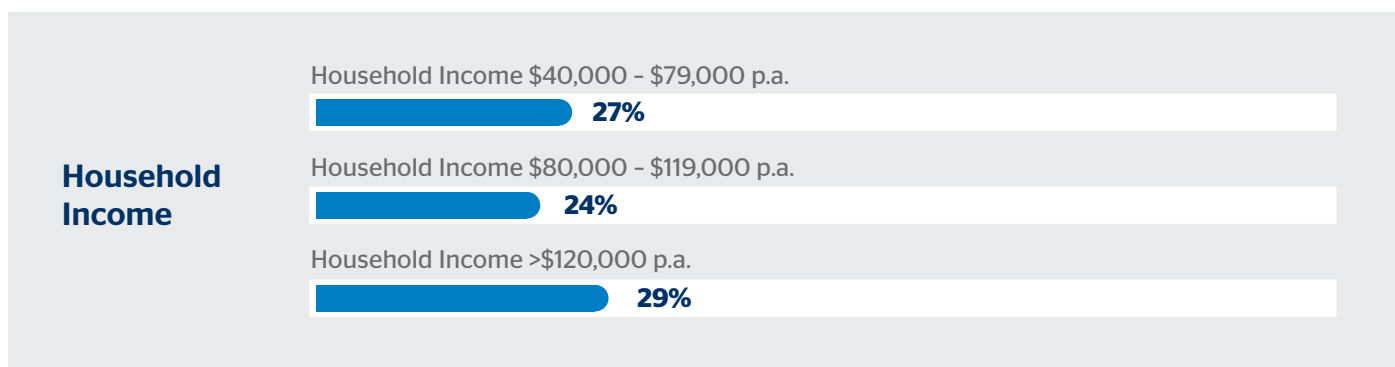 Household Income $40,000 – $79,000 p.a.
27%
Household
Income
Household Income $80,000 – $119,000 p.a.
24%
Household Income >$120,000 p.a.
29%